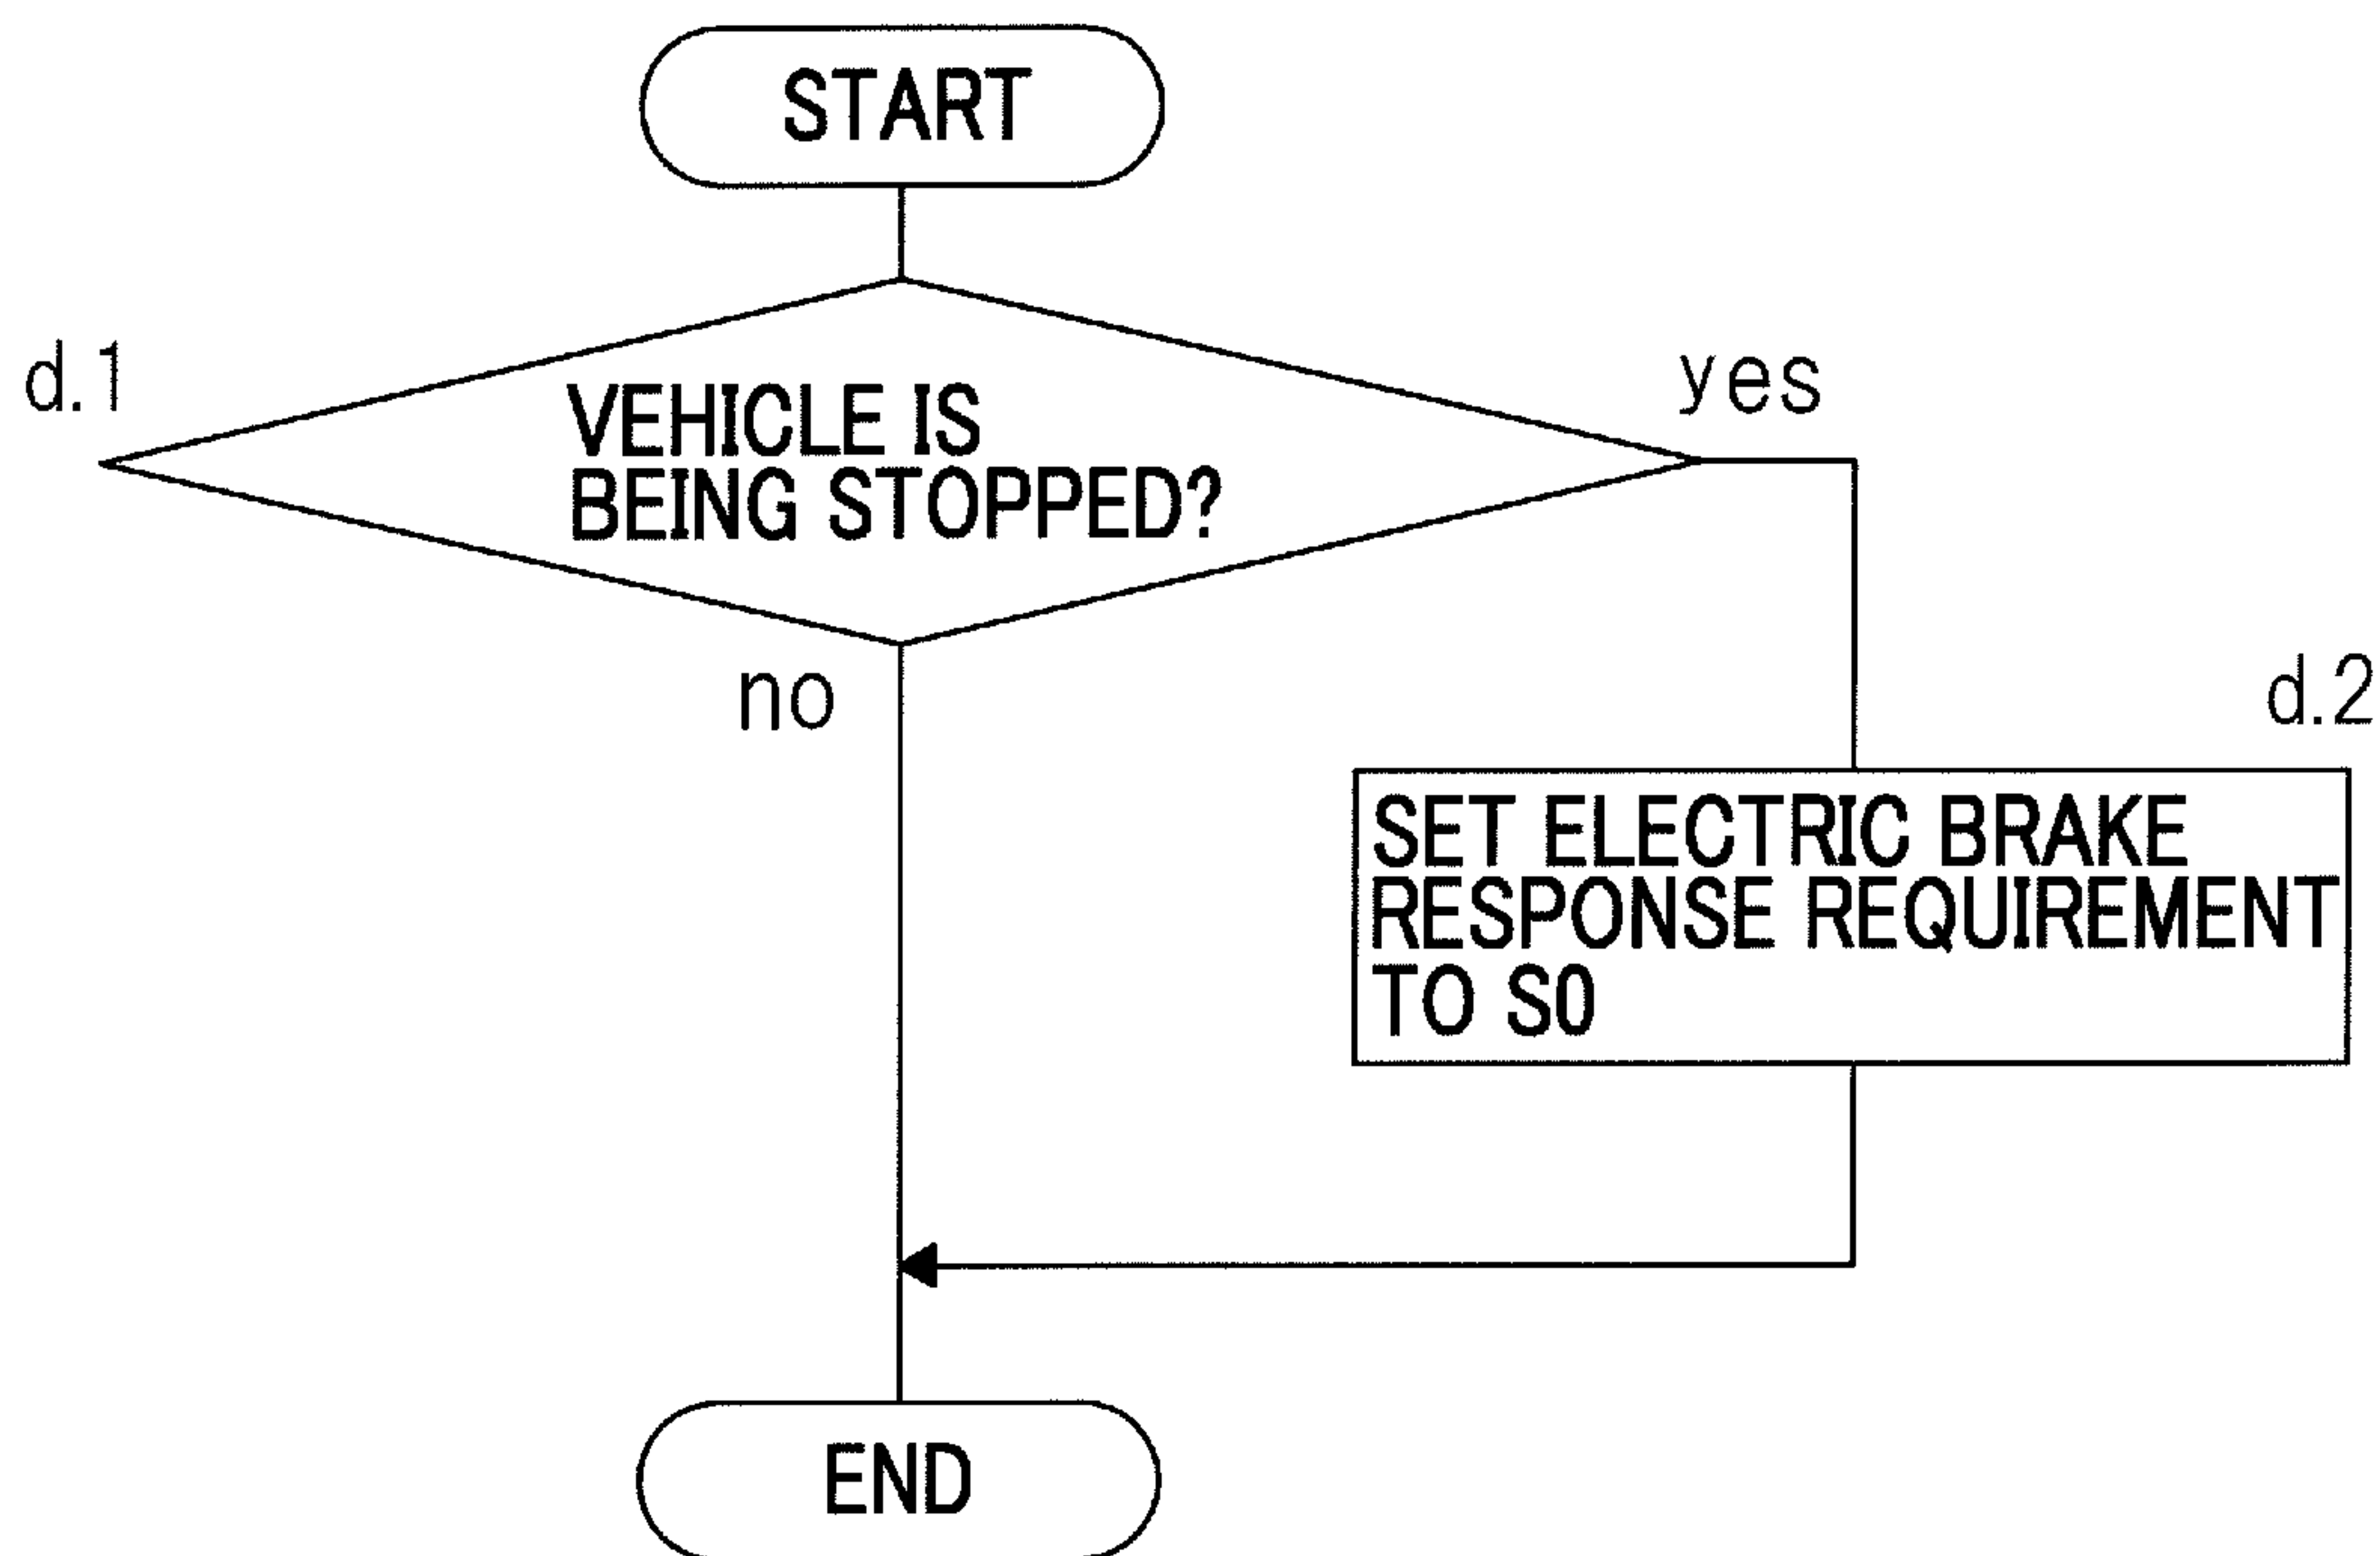 START
d.1
VEHICLE IS
BEING STOPPED?
yes
no
d.2
SET ELECTRIC BRAKE
RESPONSE REQUIREMENT
TO S0
END